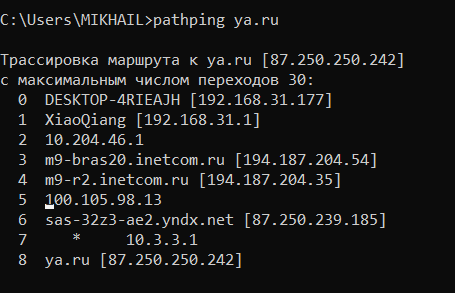 C:\Users\MIKHAIL>pathping ya.ru
Трассировка маршрута к ya.ru [87.250.250.242]
с максимальным числом переходов 30:
0 DESKTOP-4RIEAJH [192.168.31.177]
1 XiaoQiang [192.168.31.1]
2 10.204.46.1
3 m9-bras20.inetcom.ru [194.187.204.54]
4 m9-r2.inetcom.ru [194.187.204.35]
5 100.105.98.13
6 sas-32z3-ae2.yndx.net [87.250.239.185]
7 * 10.3.3.1
8 ya.ru [87.250.250.242]